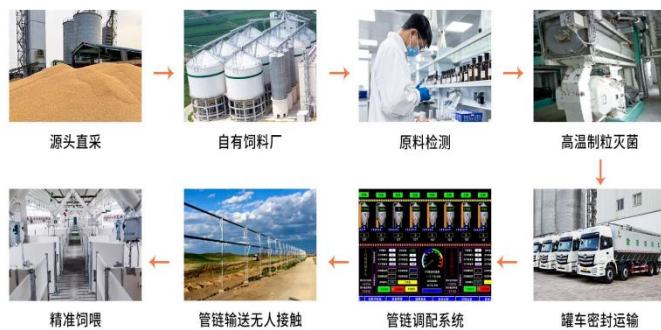 源头直采
自有饲料厂
原料检测
高温制粒灭菌
罐车密封运输
管链调配系统
管链输送无人接触
精准饲喂